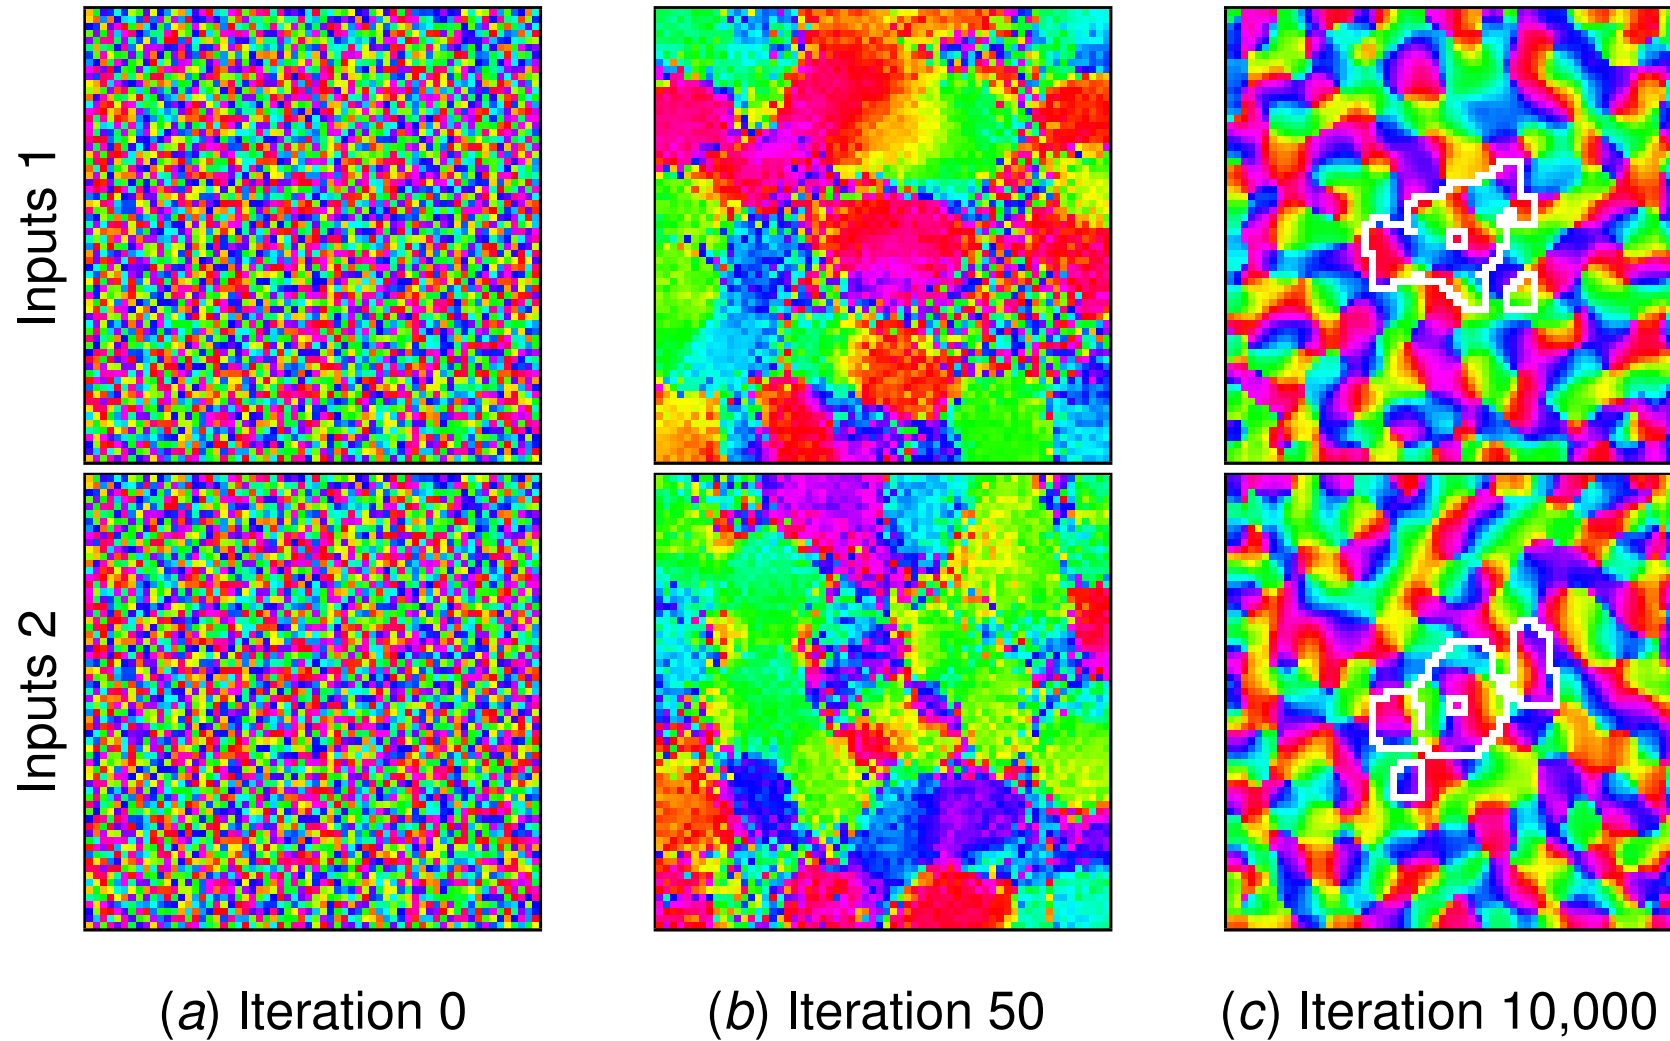 Inputs 1
Inputs 2
(a) Iteration 0
(b) Iteration 50
(c) Iteration 10,000